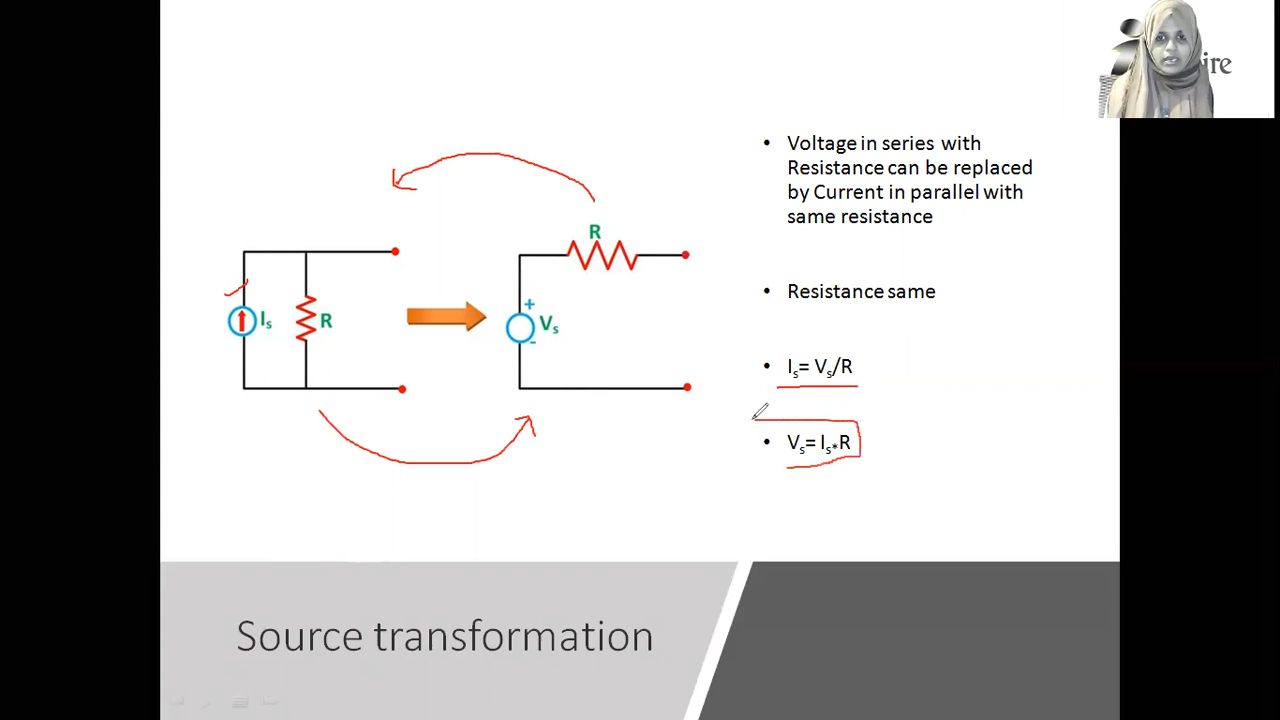 ire
• Voltage in series with
Resistance can be replaced
by Current in parallel with
same resistance
R
• Resistance same
+
Is
R
Vs
-
• Is= Vs/R
• Vs= Is*R
Source transformation